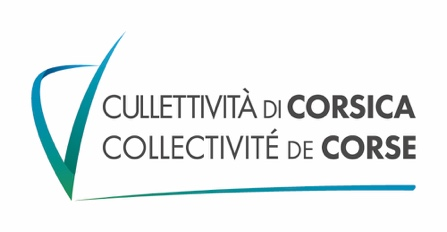 CULLETTIVITÀ DI CORSICA
COLLECTIVITÉ DE CORSE